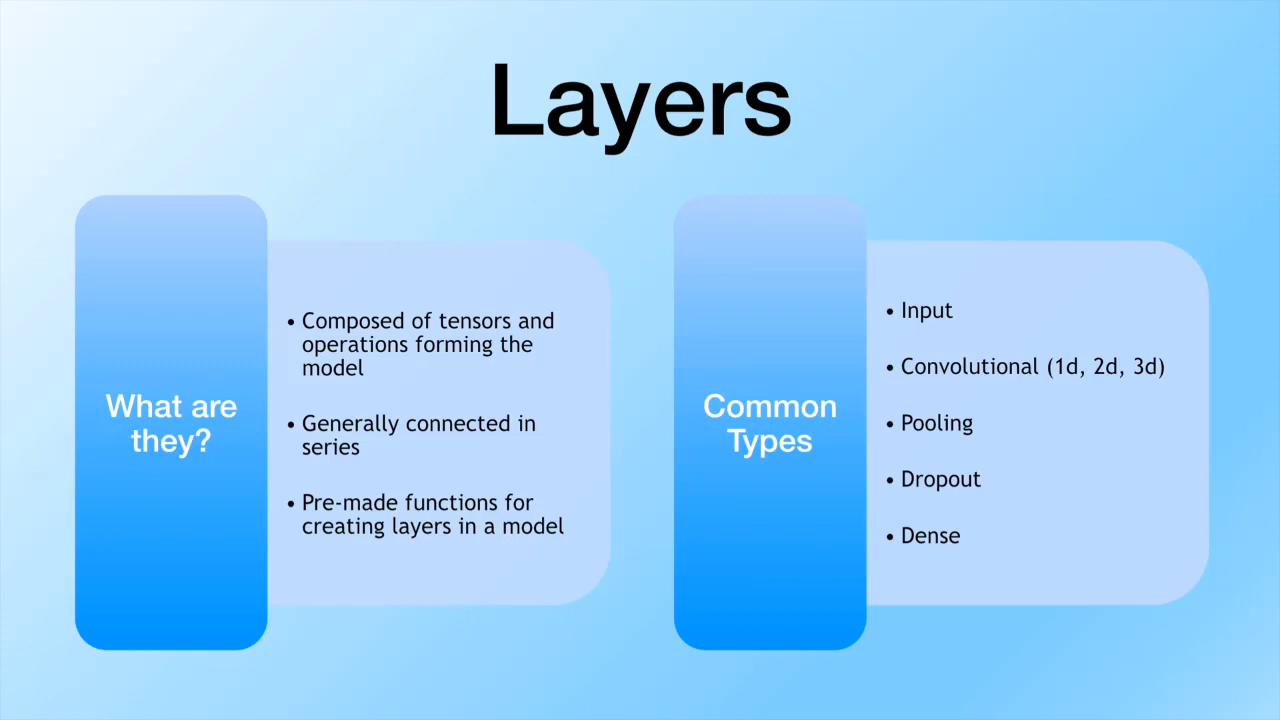 Layers
What are
they?
• Composed of tensors and
operations forming the
model
• Generally connected in
series
• Pre-made functions for
creating layers in a model
Common
Types
• Input
• Convolutional (1d, 2d, 3d)
• Pooling
• Dropout
• Dense